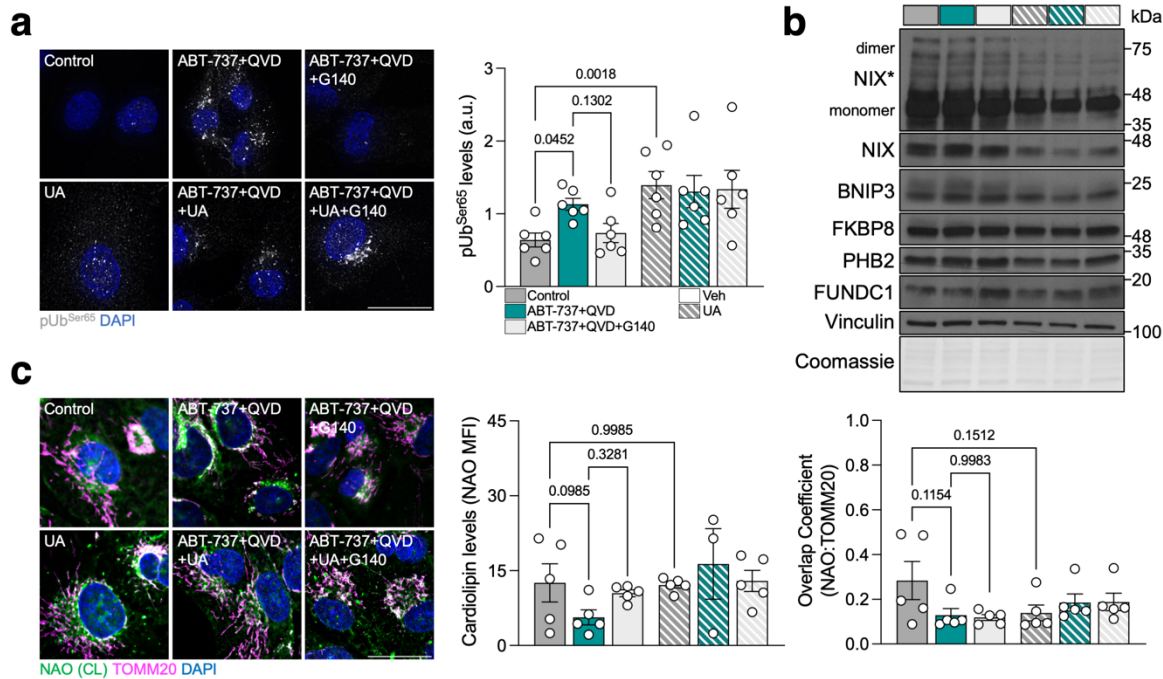 a
Control
ABT-737+QVD
ABT-737+QVD
+G140
UA
ABT-737+QVD
+UA
ABT-737+QVD
+UA+G140
pUbSer65 DAPI
pUbSer65 levels (a.u.)
3
2
1
0
0.0018
0.1302
0.0452
Control
ABT-737+QVD
ABT-737+QVD+G140
Veh
UA
b
kDa
dimer
NIX*
monomer
75
48
35
NIX
48
BNIP3
25
FKBP8
48
PHB2
35
FUNDC1
20
Vinculin
100
Coomassie
c
Control
ABT-737+QVD
ABT-737+QVD
+G140
UA
ABT-737+QVD
+UA
ABT-737+QVD
+UA+G140
NAO (CL) TOMM20 DAPI
Cardiolipin levels (NAO MFI)
45
30
15
0
0.9985
0.3281
0.0985
Overlap Coefficient
(NAO:TOMM20)
1.0
0.8
0.6
0.4
0.2
0.0
0.1512
0.9983
0.1154